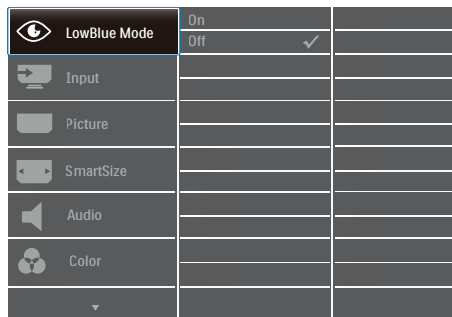 LowBlue Mode
On
Off
Input
Picture
SmartSize
Audio
Color